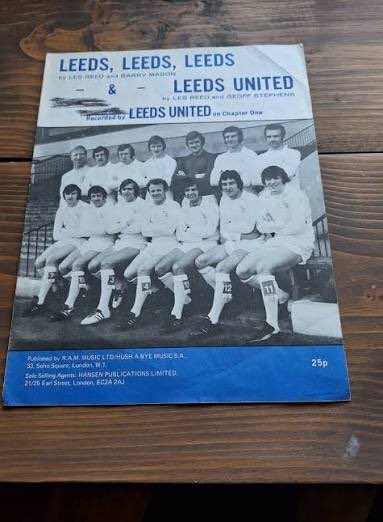 LEEDS, LEEDS, LEEDS
by LES REED and BARRY MASON
- & -
LEEDS UNITED
by LES REED and GEOFF STEPHENS
Recorded by LEEDS UNITED on Chapter One
12
11
Published by R.A.M. MUSIC LTD/HUSH-A-BYE MUSIC S.A.,
33, Soho Square, London, W.1.
25p
Sole Selling Agents: HANSEN PUBLICATIONS LIMITED,
21/25 Earl Street, London, EC2A 2AJ